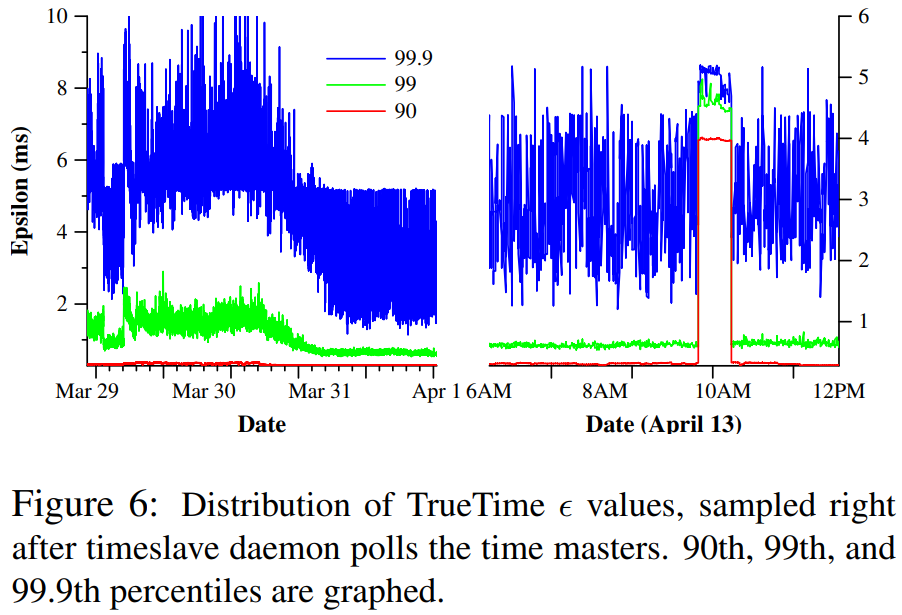 10
8
6
4
2
Epsilon (ms)
99.9
99
90
Mar 29
Mar 30
Mar 31
Apr 1
Date
6
5
4
3
2
1
6AM
8AM
10AM
12PM
Date (April 13)
Figure 6: Distribution of TrueTime ϵ values, sampled right
after timeslave daemon polls the time masters. 90th, 99th, and
99.9th percentiles are graphed.